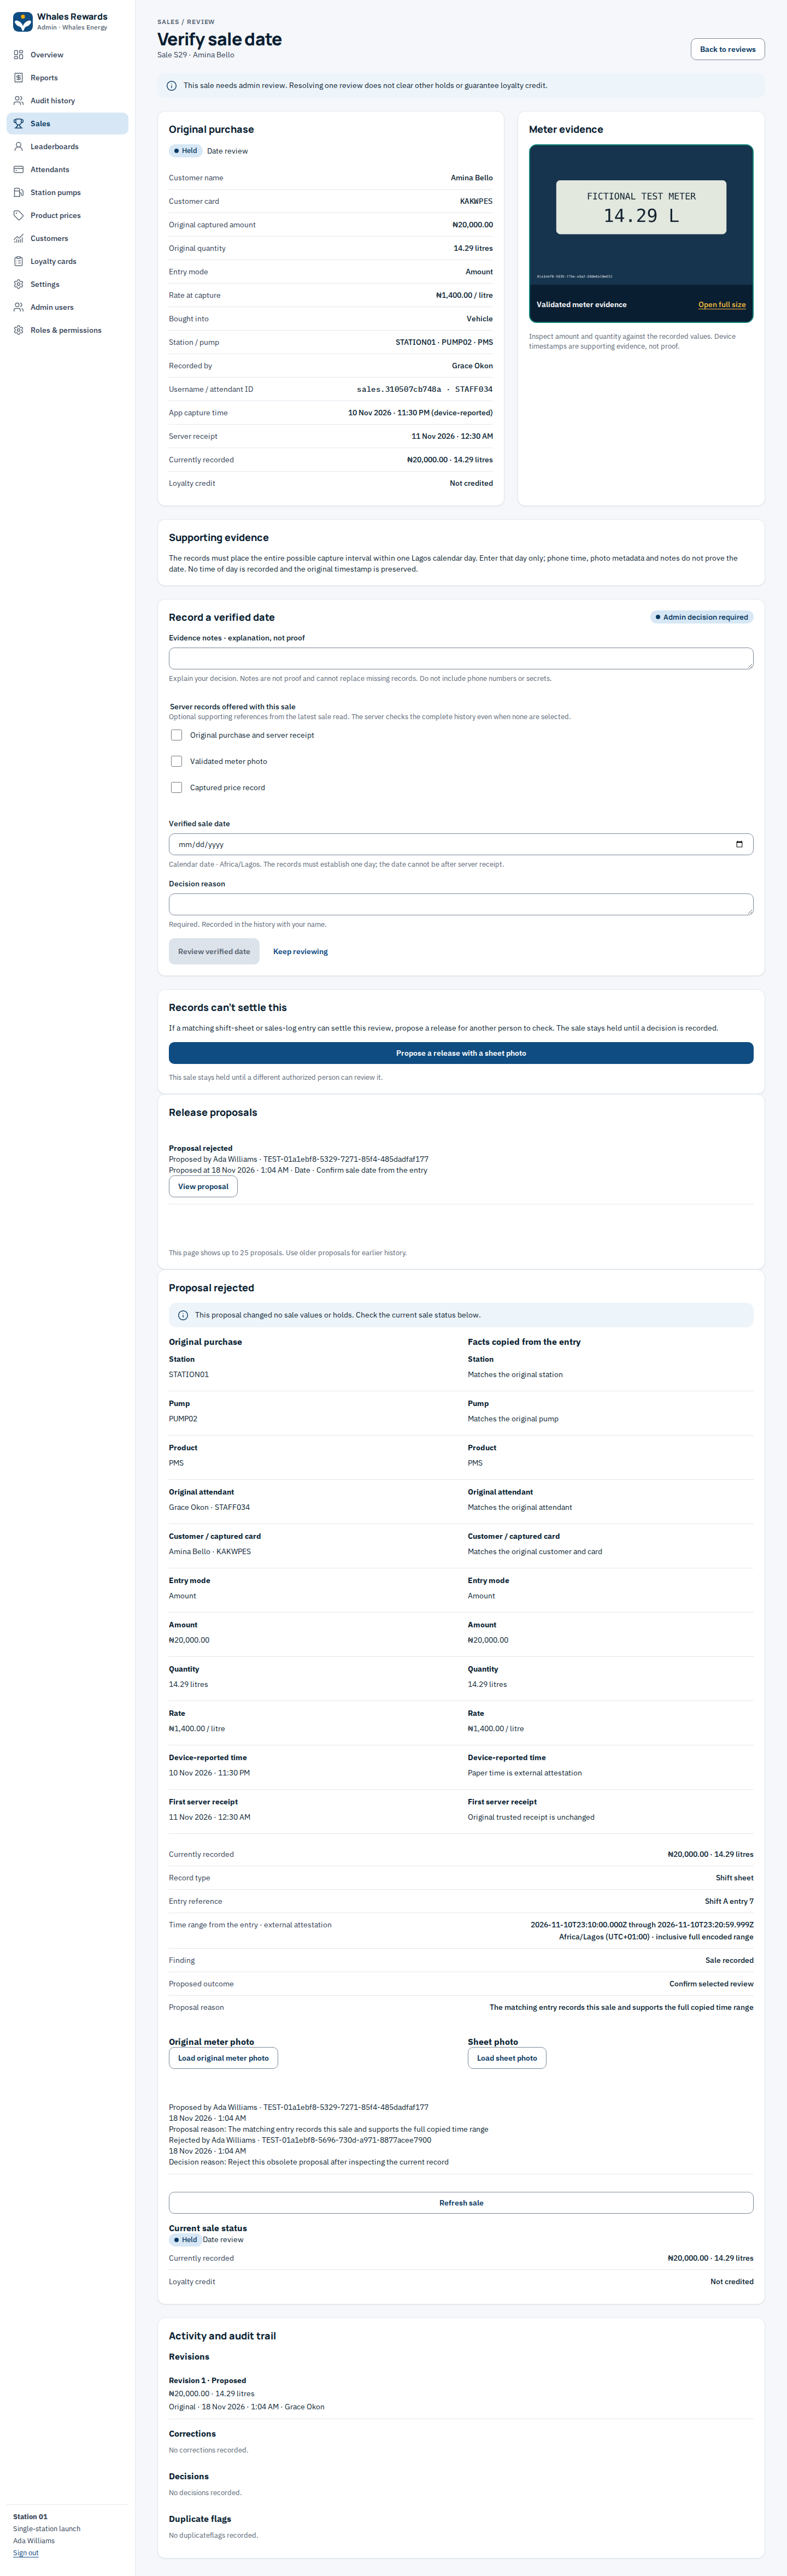 Whales Rewards
Admin · Whales Energy
Overview
Reports
Audit history
Sales
Leaderboards
Attendants
Station pumps
Product prices
Customers
Loyalty cards
Settings
Admin users
Roles & permissions
Station 01
Single-station launch
Ada Williams
Sign out
SALES / REVIEW
Verify sale date
Sale S29 · Amina Bello
Back to reviews
This sale needs admin review. Resolving one review does not clear other holds or guarantee loyalty credit.
Original purchase
Held Date review
Customer name Amina Bello
Customer card KAKWPES
Original captured amount ₦20,000.00
Original quantity 14.29 litres
Entry mode Amount
Rate at capture ₦1,400.00 / litre
Bought into Vehicle
Station / pump STATION01 · PUMP02 · PMS
Recorded by Grace Okon
Username / attendant ID sales.310507cb748a · STAFF034
App capture time 10 Nov 2026 · 11:30 PM (device-reported)
Server receipt 11 Nov 2026 · 12:30 AM
Currently recorded ₦20,000.00 · 14.29 litres
Loyalty credit Not credited
Meter evidence
FICTIONAL TEST METER
14.29 L
Validated meter evidence Open full size
Inspect amount and quantity against the recorded values. Device
timestamps are supporting evidence, not proof.
Supporting evidence
The records must place the entire possible capture interval within one Lagos calendar day. Enter that day only; phone time, photo metadata and notes do not prove the
date. No time of day is recorded and the original timestamp is preserved.
Record a verified date
Admin decision required
Evidence notes · explanation, not proof
Explain your decision. Notes are not proof and cannot replace missing records. Do not include phone numbers or secrets.
Server records offered with this sale
Optional supporting references from the latest sale read. The server checks the complete history even when none are selected.
Original purchase and server receipt
Validated meter photo
Captured price record
Verified sale date
mm/dd/yyyy
Calendar date · Africa/Lagos. The records must establish one day; the date cannot be after server receipt.
Decision reason
Required. Recorded in the history with your name.
Review verified date Keep reviewing
Records can't settle this
If a matching shift-sheet or sales-log entry can settle this review, propose a release for another person to check. The sale stays held until a decision is recorded.
Propose a release with a sheet photo
This sale stays held until a different authorized person can review it.
Release proposals
Proposal rejected
Proposed by Ada Williams · TEST-01a1ebf8-5329-7271-85f4-485dadfaf177
Proposed at 18 Nov 2026 · 1:04 AM · Date · Confirm sale date from the entry
View proposal
This page shows up to 25 proposals. Use older proposals for earlier history.
Proposal rejected
This proposal changed no sale values or holds. Check the current sale status below.
Original purchase Facts copied from the entry
Station Station
STATION01 Matches the original station
Pump Pump
PUMP02 Matches the original pump
Product Product
PMS PMS
Original attendant Original attendant
Grace Okon · STAFF034 Matches the original attendant
Customer / captured card Customer / captured card
Amina Bello · KAKWPES Matches the original customer and card
Entry mode Entry mode
Amount Amount
Amount Amount
₦20,000.00 ₦20,000.00
Quantity Quantity
14.29 litres 14.29 litres
Rate Rate
₦1,400.00 / litre ₦1,400.00 / litre
Device-reported time Device-reported time
10 Nov 2026 · 11:30 PM Paper time is external attestation
First server receipt First server receipt
11 Nov 2026 · 12:30 AM Original trusted receipt is unchanged
Currently recorded ₦20,000.00 · 14.29 litres
Record type Shift sheet
Entry reference Shift A entry 7
Time range from the entry · external attestation 2026-11-10T23:10:00.000Z through 2026-11-10T23:20:59.999Z
Africa/Lagos (UTC+01:00) · inclusive full encoded range
Finding Sale recorded
Proposed outcome Confirm selected review
Proposal reason The matching entry records this sale and supports the full copied time range
Original meter photo Sheet photo
Load original meter photo Load sheet photo
Proposed by Ada Williams · TEST-01a1ebf8-5329-7271-85f4-485dadfaf177
18 Nov 2026 · 1:04 AM
Proposal reason: The matching entry records this sale and supports the full copied time range
Rejected by Ada Williams · TEST-01a1ebf8-5696-730d-a971-8877acee7900
18 Nov 2026 · 1:04 AM
Decision reason: Reject this obsolete proposal after inspecting the current record
Refresh sale
Current sale status
Held Date review
Currently recorded ₦20,000.00 · 14.29 litres
Loyalty credit Not credited
Activity and audit trail
Revisions
Revision 1 · Proposed
₦20,000.00 · 14.29 litres
Original · 18 Nov 2026 · 1:04 AM · Grace Okon
Corrections
No corrections recorded.
Decisions
No decisions recorded.
Duplicate flags
No duplicateflags recorded.